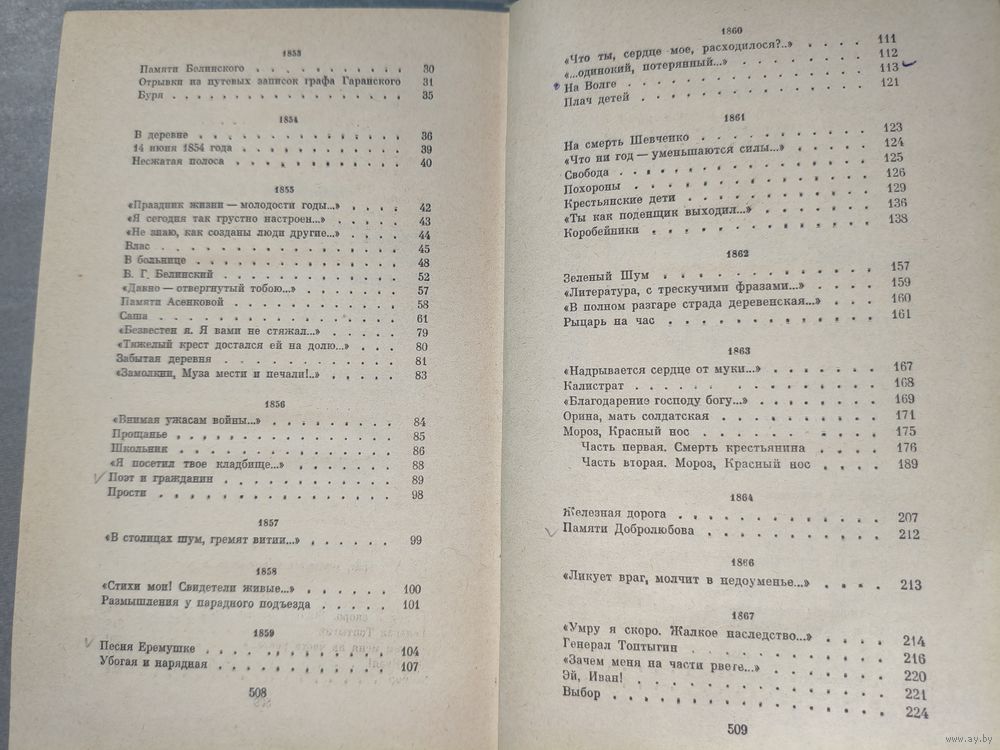 1853
Памяти Белинского . . . . . . . . . . 30
Отрывки из путевых записок графа Гаранского 31
Буря . . . . . . . . . . . . . . . 35
1854
В деревне . . . . . . . . . . . . . 36
14 июня 1854 года . . . . . . . . . . 39
Несжатая полоса . . . . . . . . . . 40
1855
«Праздник жизни — молодости годы...» . . . . 42
«Я сегодня так грустно настроен...» . . . . . 43
«Не знаю, как созданы люди другие...» . . . . 44
Влас . . . . . . . . . . . . . . . 45
В больнице . . . . . . . . . . . . . 48
В. Г. Белинский . . . . . . . . . . . 52
«Давно — отвергнутый тобою...» . . . . . . 57
Памяти Асенковой . . . . . . . . . . 58
Саша . . . . . . . . . . . . . . . 61
«Безвестен я. Я вами не стяжал...» . . . . . 79
«Тяжелый крест достался ей на долю...» . . . 80
Забытая деревня . . . . . . . . . . . 81
«Замолкни, Муза мести и печали!..» . . . . . 83
1856
«Внимая ужасам войны...» . . . . . . . . 84
Прощанье . . . . . . . . . . . . . 85
Школьник . . . . . . . . . . . . . 86
«Я посетил твое кладбище...» . . . . . . . 88
Поэт и гражданин . . . . . . . . . . 89
Прости . . . . . . . . . . . . . . 98
1857
«В столицах шум, гремят витии...» . . . . . . 99
1858
«Стихи мои! Свидетели живые...» . . . . . . 100
Размышления у парадного подъезда . . . . . 101
1859
Песня Еремушке . . . . . . . . . . . 104
Убогая и нарядная . . . . . . . . . . 107
508
1860
«Что ты, сердце мое, расходилося?..» . . . . 111
«...одинокий, потерянный...» . . . . . . . 112
На Волге . . . . . . . . . . . . . 113
Плач детей . . . . . . . . . . . . 121
1861
На смерть Шевченко . . . . . . . . . 123
«Что ни год — уменьшаются силы...» . . . . . 124
Свобода . . . . . . . . . . . . . . 125
Похороны . . . . . . . . . . . . . 126
Крестьянские дети . . . . . . . . . . 129
«Ты как поденщик выходил...» . . . . . . 136
Коробейники . . . . . . . . . . . . 138
1862
Зеленый Шум . . . . . . . . . . . . 157
«Литература, с трескучими фразами...» . . . . 159
«В полном разгаре страда деревенская...» . . . 160
Рыцарь на час . . . . . . . . . . . 161
1863
«Надрывается сердце от муки...» . . . . . . 167
Калистрат . . . . . . . . . . . . . 168
«Благодарение господу богу...» . . . . . . 169
Орина, мать солдатская . . . . . . . . 171
Мороз, Красный нос . . . . . . . . . 175
Часть первая. Смерть крестьянина . . . . 176
Часть вторая. Мороз, Красный нос . . . . 189
1864
Железная дорога . . . . . . . . . . . 207
Памяти Добролюбова . . . . . . . . . 212
1866
«Ликует враг, молчит в недоуменье...» . . . . 213
1867
«Умру я скоро. Жалкое наследство...» . . . . 214
Генерал Топтыгин . . . . . . . . . . 216
«Зачем меня на части рвете...» . . . . . . 220
Эй, Иван! . . . . . . . . . . . . . 221
Выбор . . . . . . . . . . . . . . 224
509
www.ay.by